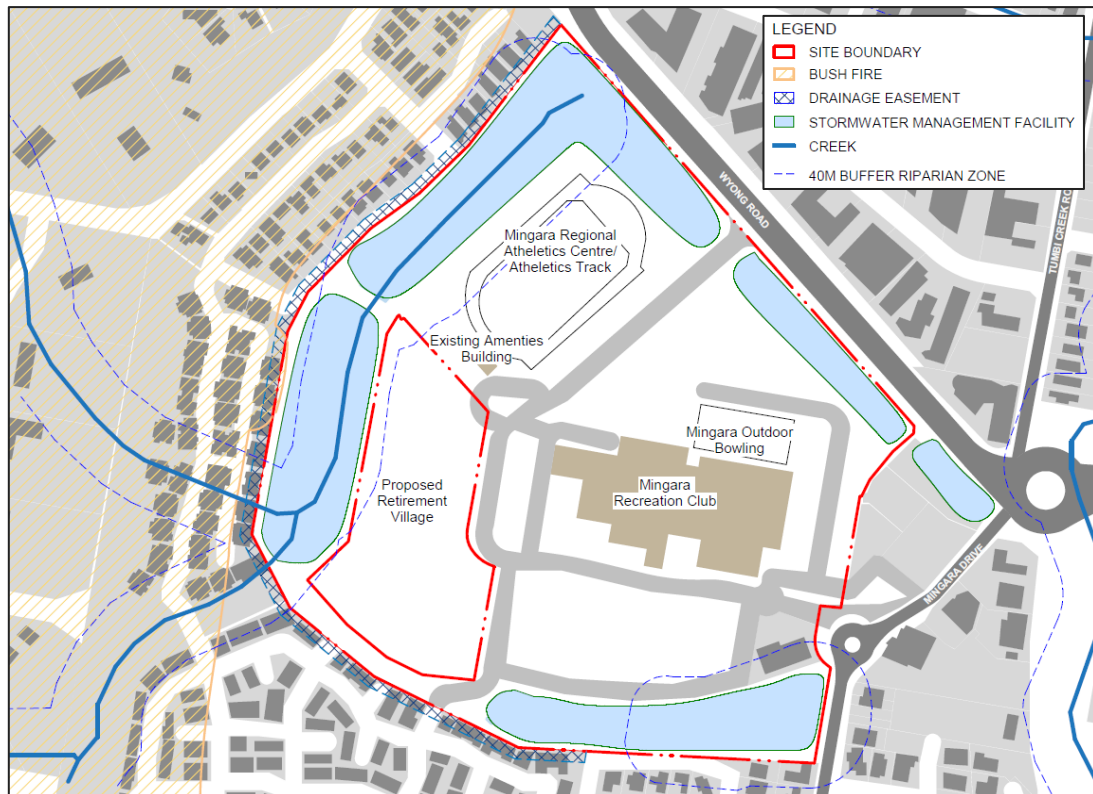 LEGEND
SITE BOUNDARY
BUSH FIRE
DRAINAGE EASEMENT
STORMWATER MANAGEMENT FACILITY
CREEK
40M BUFFER RIPARIAN ZONE
WYONG ROAD
TUMBI CREEK RO
Mingara Regional
Atheletics Centre/
Atheletics Track
Existing Amenties
Building
Mingara Outdoor
Bowling
Mingara
Recreation Club
Proposed
Retirement
Village
MINGARA DRIVE